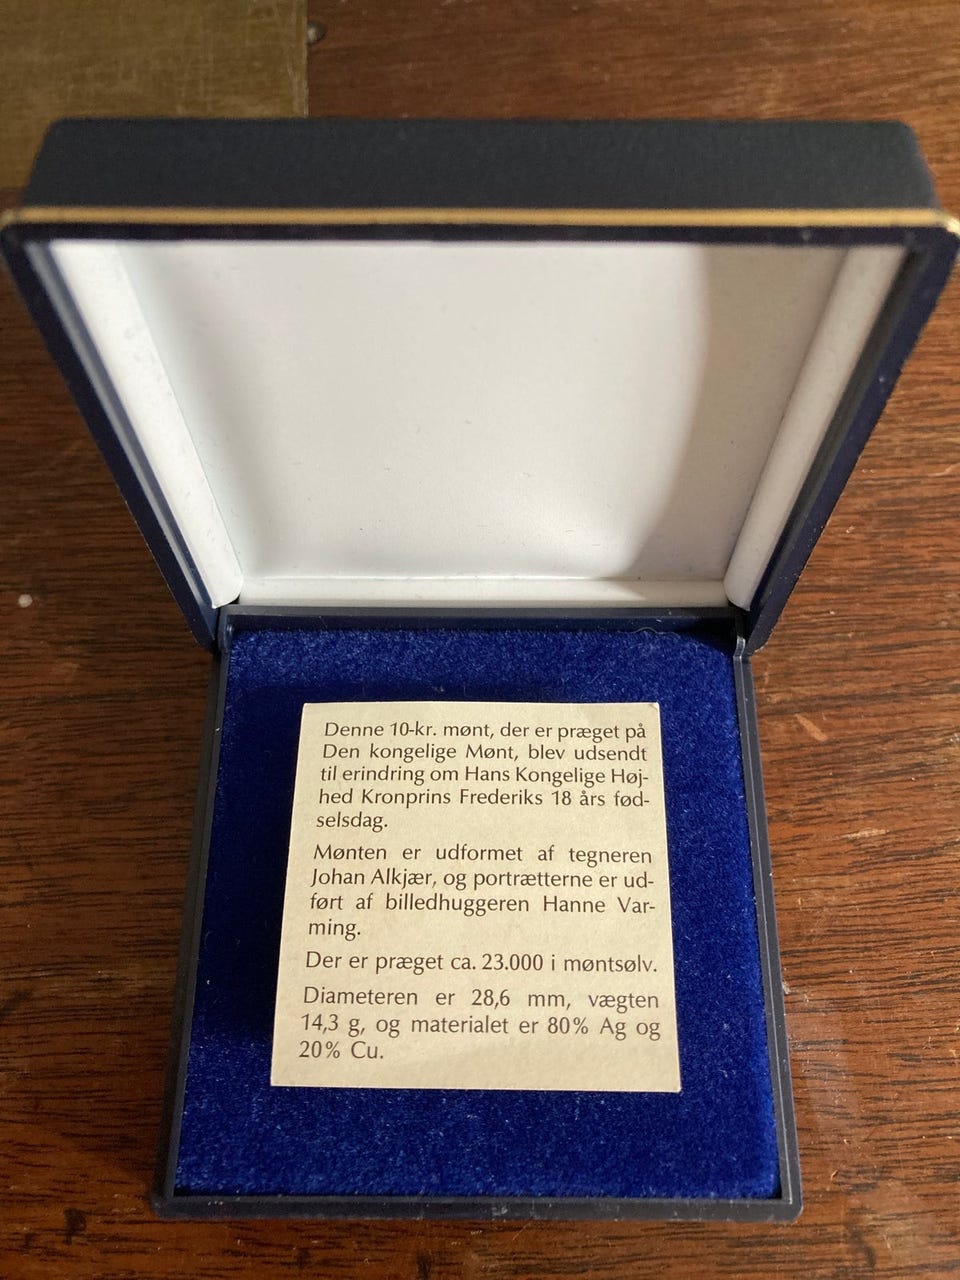 Denne 10-kr. mønt, der er præget på
Den kongelige Mønt, blev udsendt
til erindring om Hans Kongelige Høj-
hed Kronprins Frederiks 18 års fød-
selsdag.
Mønten er udformet af tegneren
Johan Alkjær, og portrætterne er ud-
ført af billedhuggeren Hanne Var-
ming.
Der er præget ca. 23.000 i møntsølv.
Diameteren er 28,6 mm, vægten
14,3 g, og materialet er 80% Ag og
20% Cu.